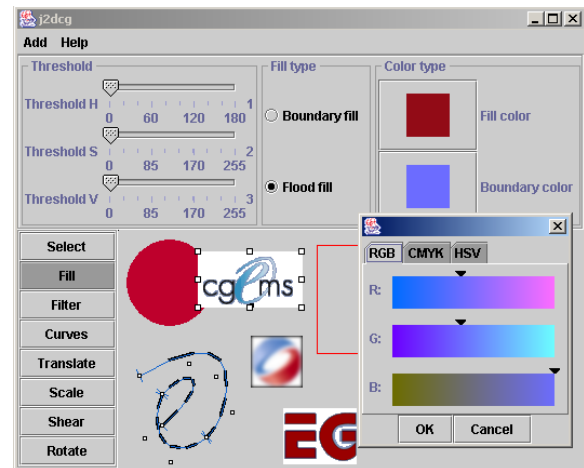 j2dcg
Add Help
Threshold
Threshold H
0 60 120 180
1
Threshold S
0 85 170 255
2
Threshold V
0 85 170 255
3
Fill type
Boundary fill
Flood fill
Color type
Fill color
Boundary color
Select
Fill
Filter
Curves
Translate
Scale
Shear
Rotate
cgems
EG
RGB CMYK HSV
R:
G:
B:
OK Cancel